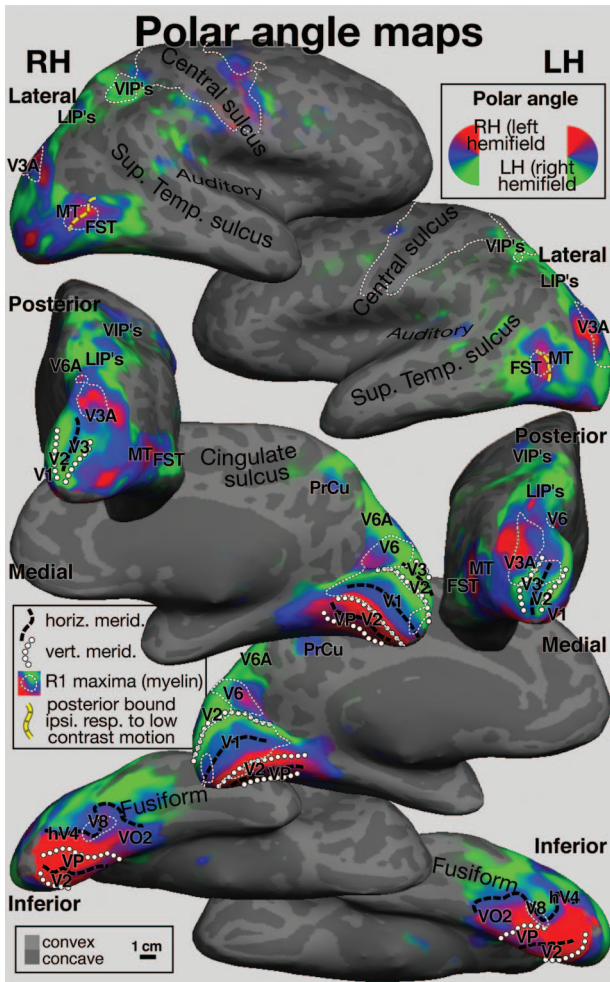 Polar angle maps
RH
LH
Lateral
VIP's
Central sulcus
LIP's
V3A
Auditory
Sup. Temp. sulcus
MT
FST
Polar angle
RH (left
hemifield
LH (right
hemifield
Central sulcus
VIP's
Lateral
LIP's
V3A
Auditory
Sup. Temp. sulcus
FST
MT
Posterior
VIP's
LIP's
V6A
V3A
V3
V2
V1
MT
FST
Cingulate
sulcus
PrCu
V6A
V6
V3
V2
V1
V2
VP
Medial
Posterior
VIP's
LIP's
V6
V3A
MT
FST
V3
V2
V1
Medial
horiz. merid.
vert. merid.
R1 maxima (myelin)
posterior bound
ipsi. resp. to low
contrast motion
PrCu
V6A
V6
V2
V1
V2
VP
Fusiform
V8
hV4
VO2
VP
V2
Inferior
Inferior
Fusiform
hV4
V8
VO2
VP
V2
convex
concave
1 cm